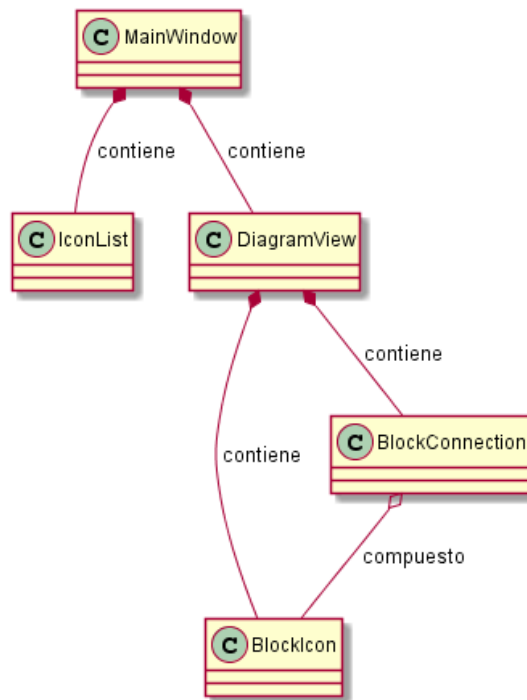 C MainWindow
contiene
contiene
C IconList
C DiagramView
contiene
C BlockConnection
contiene
compuesto
C BlockIcon